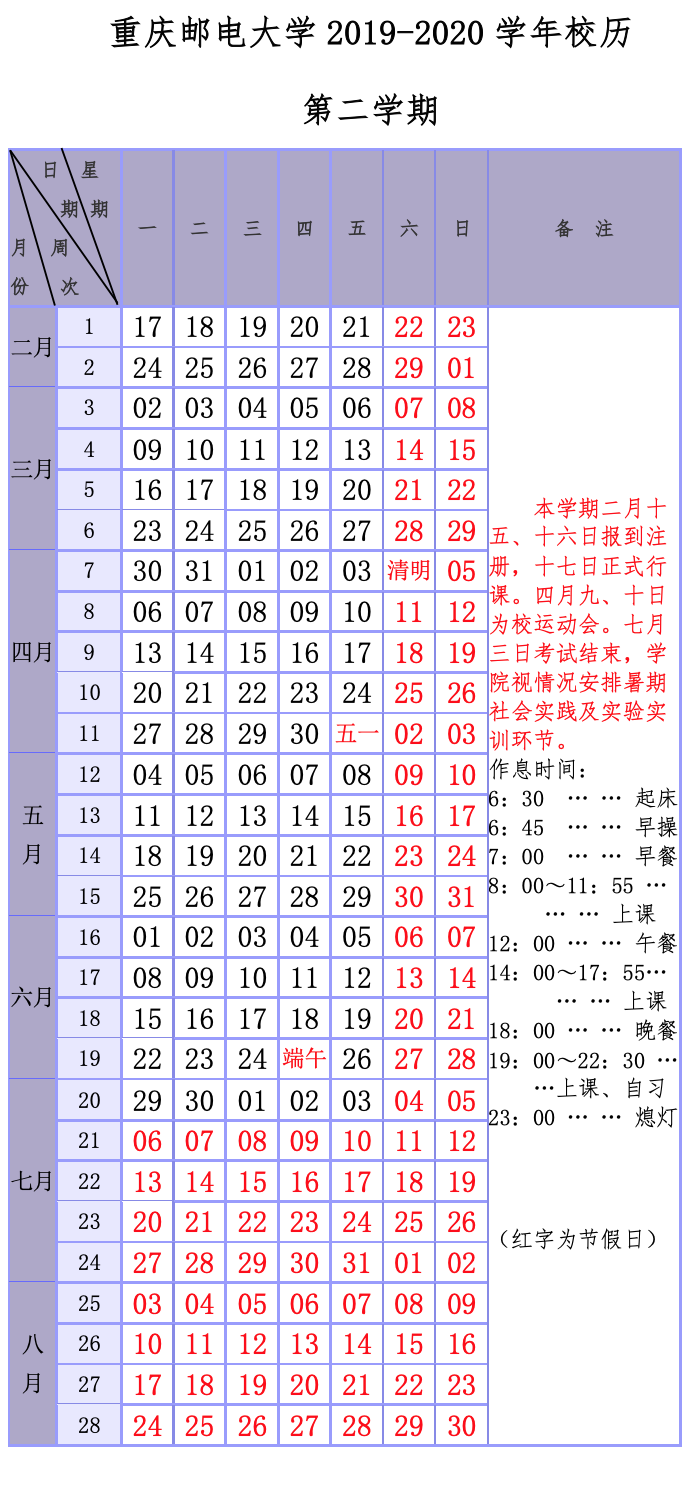 重庆邮电大学 2019-2020 学年校历
第二学期
日 星
期 期
月 周
份 次
一 二 三 四 五 六 日 备 注
二月
1 17 18 19 20 21 22 23
2 24 25 26 27 28 29 01
三月
3 02 03 04 05 06 07 08
4 09 10 11 12 13 14 15
5 16 17 18 19 20 21 22
6 23 24 25 26 27 28 29
四月
7 30 31 01 02 03 清明 05
8 06 07 08 09 10 11 12
9 13 14 15 16 17 18 19
10 20 21 22 23 24 25 26
11 27 28 29 30 五一 02 03
五
月
12 04 05 06 07 08 09 10
13 11 12 13 14 15 16 17
14 18 19 20 21 22 23 24
15 25 26 27 28 29 30 31
六月
16 01 02 03 04 05 06 07
17 08 09 10 11 12 13 14
18 15 16 17 18 19 20 21
19 22 23 24 端午 26 27 28
七月
20 29 30 01 02 03 04 05
21 06 07 08 09 10 11 12
22 13 14 15 16 17 18 19
23 20 21 22 23 24 25 26
24 27 28 29 30 31 01 02
八
月
25 03 04 05 06 07 08 09
26 10 11 12 13 14 15 16
27 17 18 19 20 21 22 23
28 24 25 26 27 28 29 30
本学期二月十
五、十六日报到注
册，十七日正式行
课。四月九、十日
为校运动会。七月
三日考试结束，学
院视情况安排暑期
社会实践及实验实
训环节。
作息时间：
6：30 … … 起床
6：45 … … 早操
7：00 … … 早餐
8：00～11：55 …
… … 上课
12：00 … … 午餐
14：00～17：55…
… … 上课
18：00 … … 晚餐
19：00～22：30 …
…上课、自习
23：00 … … 熄灯
（红字为节假日）